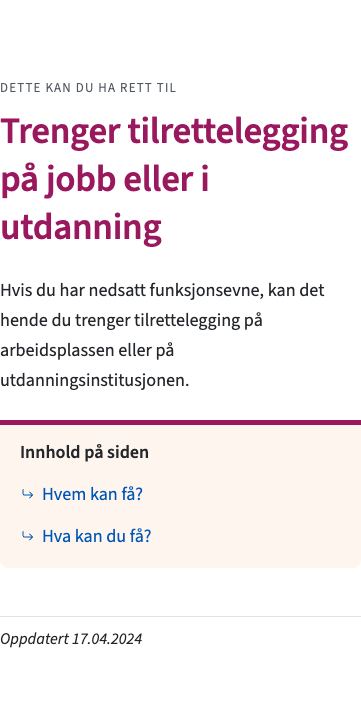 DETTE KAN DU HA RETT TIL
Trenger tilrettelegging
på jobb eller i
utdanning
Hvis du har nedsatt funksjonsevne, kan det
hende du trenger tilrettelegging på
arbeidsplassen eller på
utdanningsinstitusjonen.
Innhold på siden
Hvem kan få?
Hva kan du få?
Oppdatert 17.04.2024